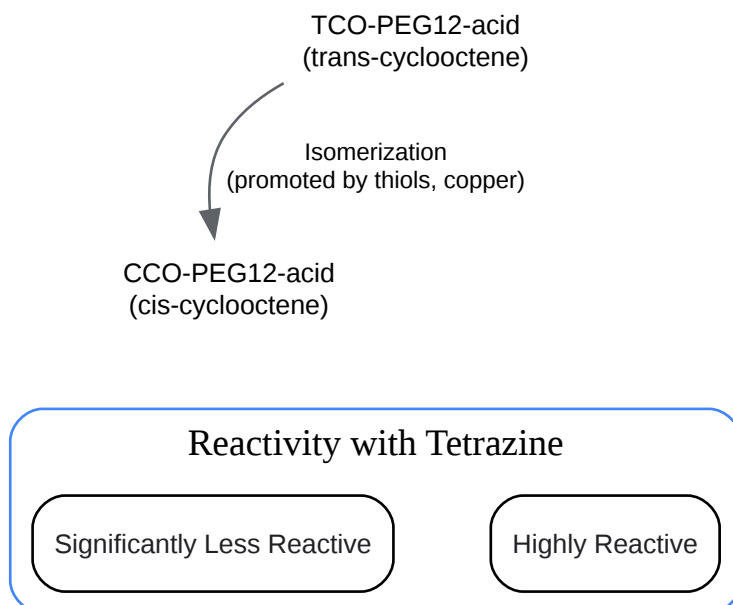 TCO-PEG12-acid
(trans-cyclooctene)
Isomerization
(promoted by thiols, copper)
CCO-PEG12-acid
(cis-cyclooctene)
Reactivity with Tetrazine
Significantly Less Reactive
Highly Reactive